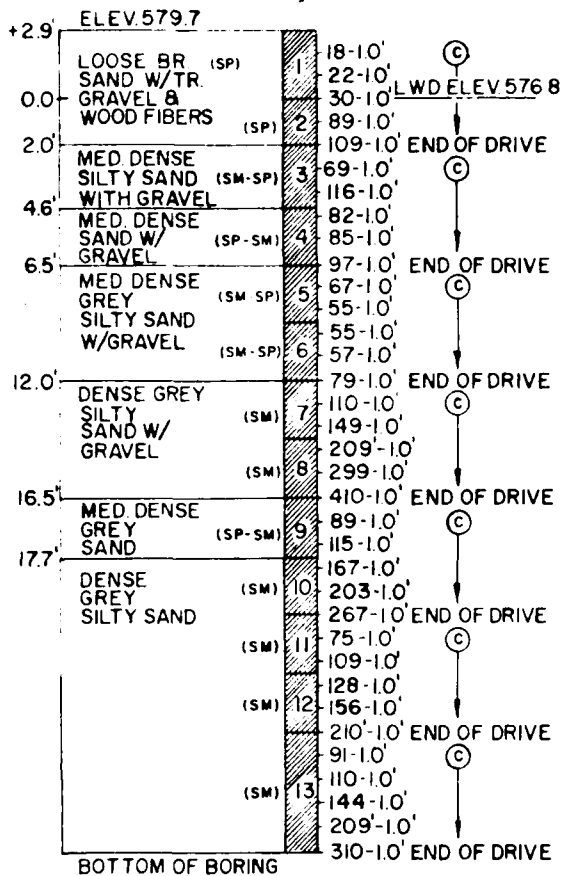 ELEV. 579.7
+2.9'
18-1.0'
LOOSE BR. (SP) 1 C
SAND W/TR. 22-1.0'
0.0 GRAVEL & 30-1.0' LWD ELEV. 576 8
WOOD FIBERS (SP) 2 89-1.0'
2.0' 109-1.0' END OF DRIVE
MED. DENSE 69-1.0' C
SILTY SAND (SM-SP) 3
WITH GRAVEL 116-1.0'
4.6' MED. DENSE 82-1.0'
SAND W/ (SP-SM) 4 85-1.0'
GRAVEL
6.5' 97-1.0' END OF DRIVE
MED DENSE 67-1.0' C
GREY (SM-SP) 5 55-1.0'
SILTY SAND 55-1.0'
W/GRAVEL (SM-SP) 6 57-1.0'
12.0' 79-1.0' END OF DRIVE
DENSE GREY 110-1.0' C
SILTY (SM) 7 149-1.0'
SAND W/ 209'-1.0'
GRAVEL (SM) 8 299-1.0'
16.5' 410-1.0' END OF DRIVE
MED. DENSE 89-1.0' C
GREY (SP-SM) 9
SAND 115-1.0'
17.7' 167-1.0'
DENSE (SM) 10 203-1.0'
GREY
SILTY SAND 267-1 0' END OF DRIVE
75-1.0' C
(SM) 11 109-1.0'
128-1.0'
(SM) 12 156-1.0'
210'-1.0' END OF DRIVE
91-1.0' C
110-1.0'
(SM) 13 144-1.0'
209'-1.0'
310-1.0' END OF DRIVE
BOTTOM OF BORING